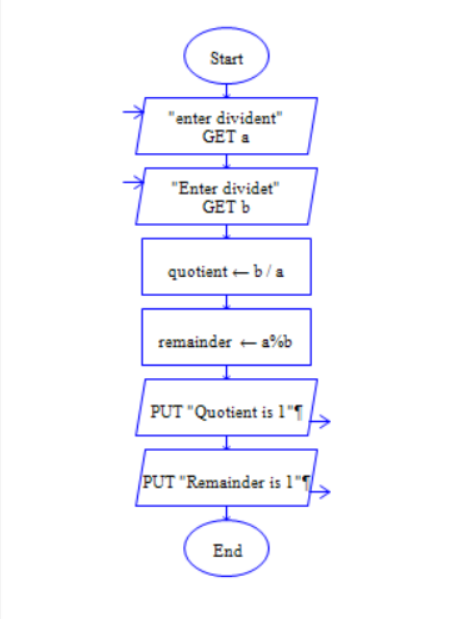 Start
"enter divident"
GET a
"Enter dividet"
GET b
quotient ← b / a
remainder ← a%b
PUT "Quotient is 1"¶
PUT "Remainder is 1"¶
End